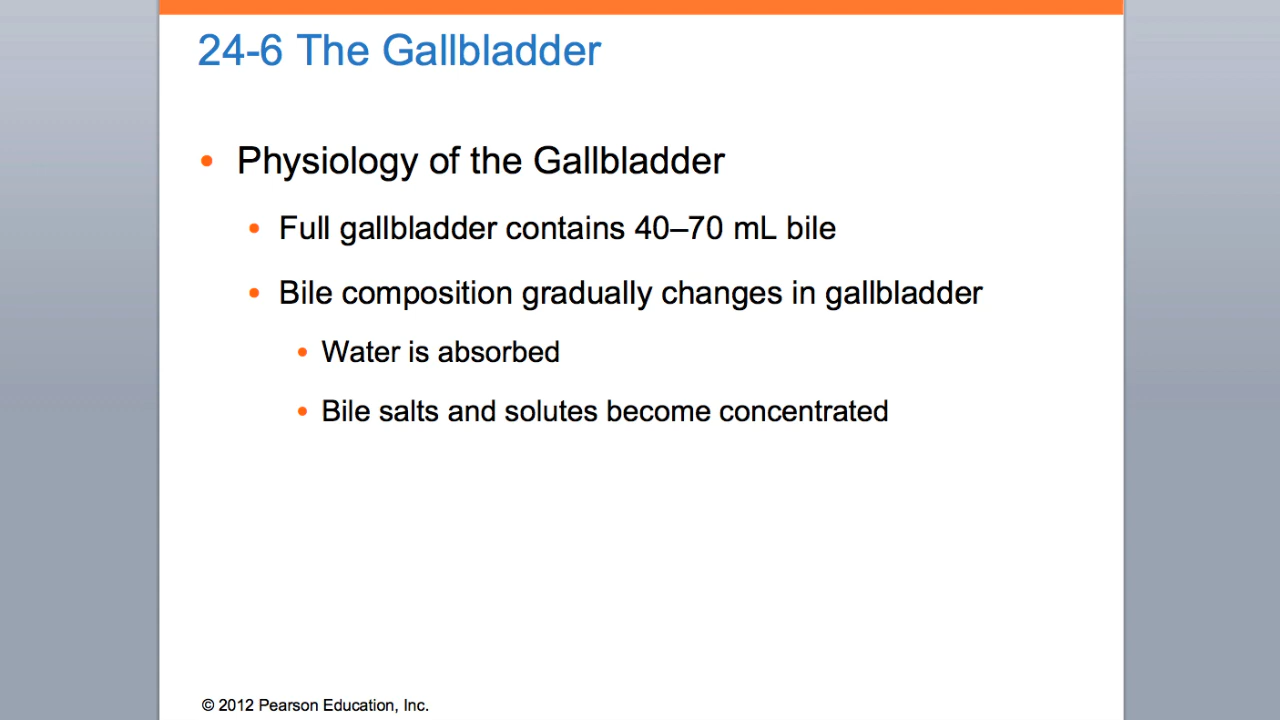 24-6 The Gallbladder
• Physiology of the Gallbladder
• Full gallbladder contains 40–70 mL bile
• Bile composition gradually changes in gallbladder
• Water is absorbed
• Bile salts and solutes become concentrated
© 2012 Pearson Education, Inc.